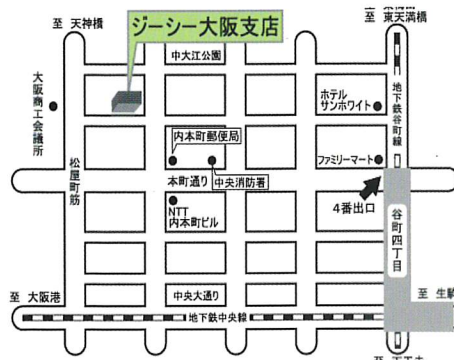 至 東天満橋
至 天神橋
ジーシー大阪支店
中大江公園
大阪商工会議所
ホテル
サンホワイト
地下鉄谷町線
内本町郵便局
ファミリーマート
松屋町筋
本町通り
中央消防署
4番出口
NTT
内本町ビル
谷町四丁目
至 大阪港
中央大通り
至 生駒
地下鉄中央線